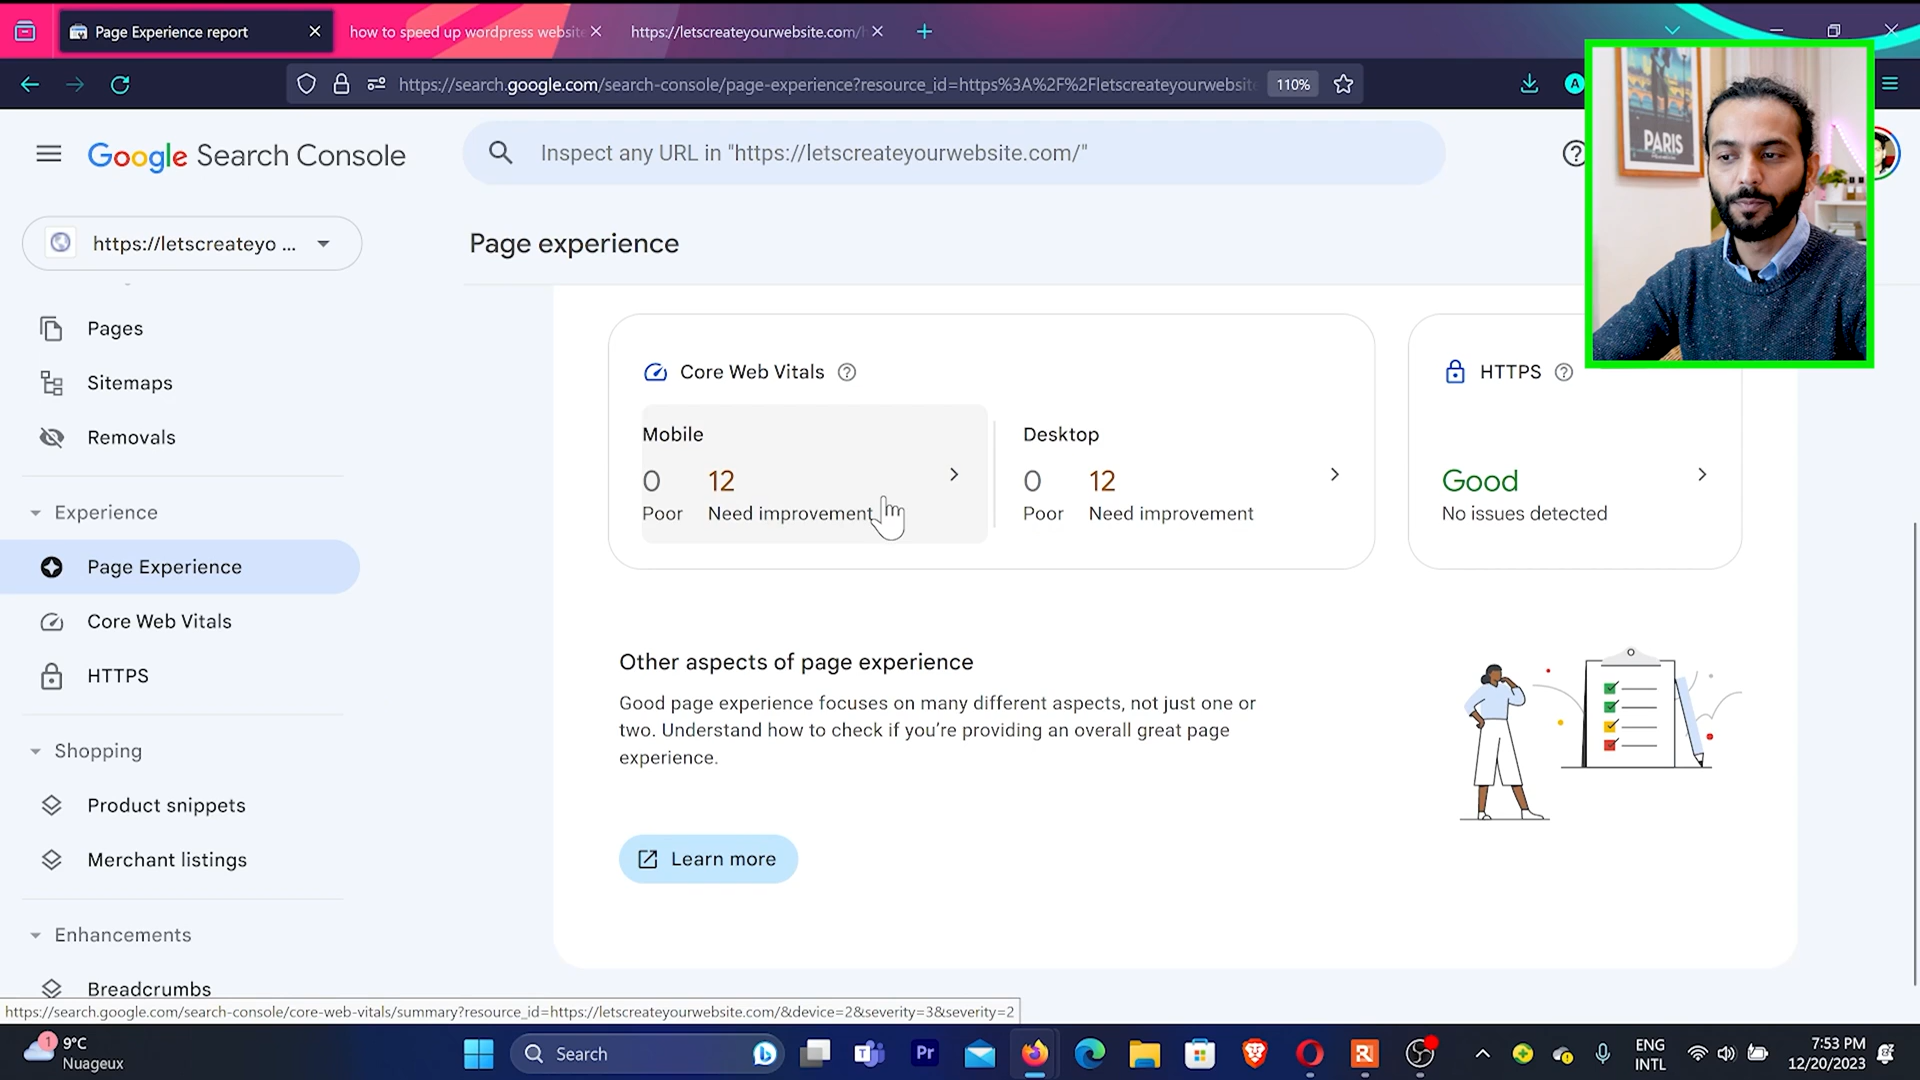 Page Experience report
how to speed up wordpress website
https://letscreateyourwebsite.com/
https://search.google.com/search-console/page-experience?resource_id=https%3A%2F%2Fletscreateyourwebsite
110%
A
Google Search Console
Inspect any URL in "https://letscreateyourwebsite.com/"
PARIS
https://letscreateyo ...
Page experience
Pages
Sitemaps
Removals
Experience
Page Experience
Core Web Vitals
HTTPS
Shopping
Product snippets
Merchant listings
Enhancements
Breadcrumbs
Core Web Vitals
Mobile
0 12
Poor Need improvement
Desktop
0 12
Poor Need improvement
HTTPS
Good
No issues detected
Other aspects of page experience
Good page experience focuses on many different aspects, not just one or
two. Understand how to check if you're providing an overall great page
experience.
Learn more
https://search.google.com/search-console/core-web-vitals/summary?resource_id=https://letscreateyourwebsite.com/&device=2&severity=3&severity=2
1
9°C
Nuageux
Search
Pr
ENG
INTL
7:53 PM
12/20/2023